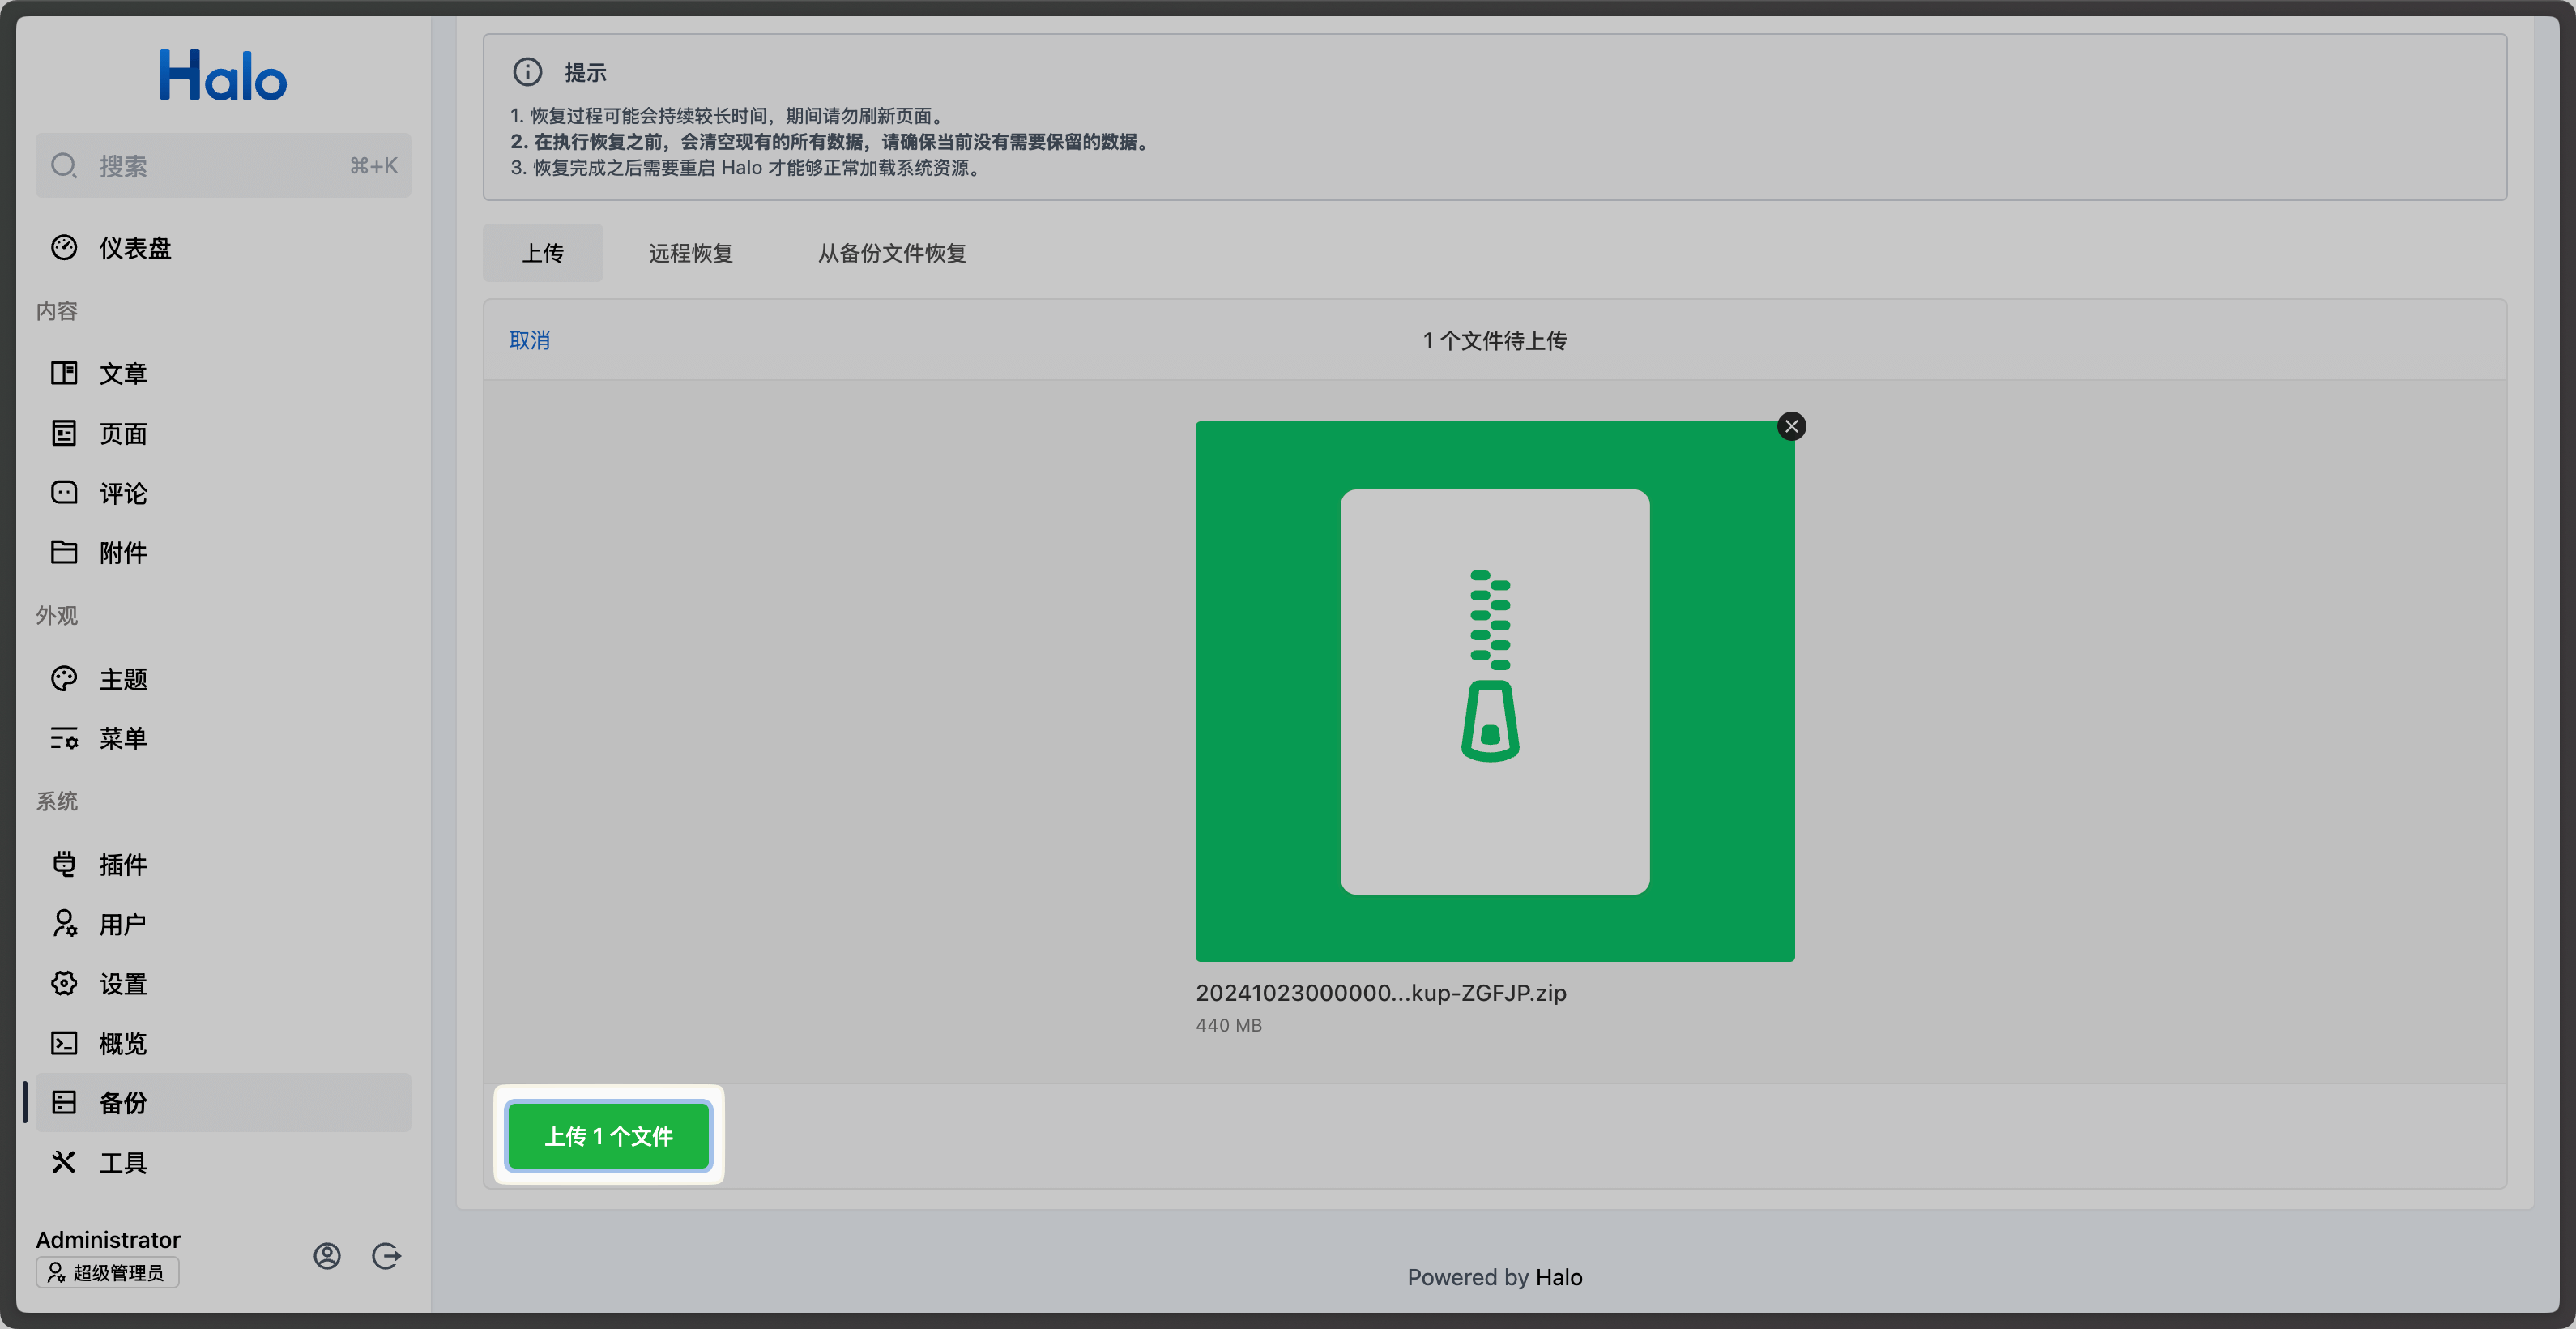 Halo
搜索
⌘+K
仪表盘
内容
文章
页面
评论
附件
外观
主题
菜单
系统
插件
用户
设置
概览
备份
工具
Administrator
超级管理员
提示
1. 恢复过程可能会持续较长时间，期间请勿刷新页面。
2. 在执行恢复之前，会清空现有的所有数据，请确保当前没有需要保留的数据。
3. 恢复完成之后需要重启 Halo 才能够正常加载系统资源。
上传
远程恢复
从备份文件恢复
取消
1 个文件待上传
20241023000000...kup-ZGFJP.zip
440 MB
上传 1 个文件
Powered by Halo